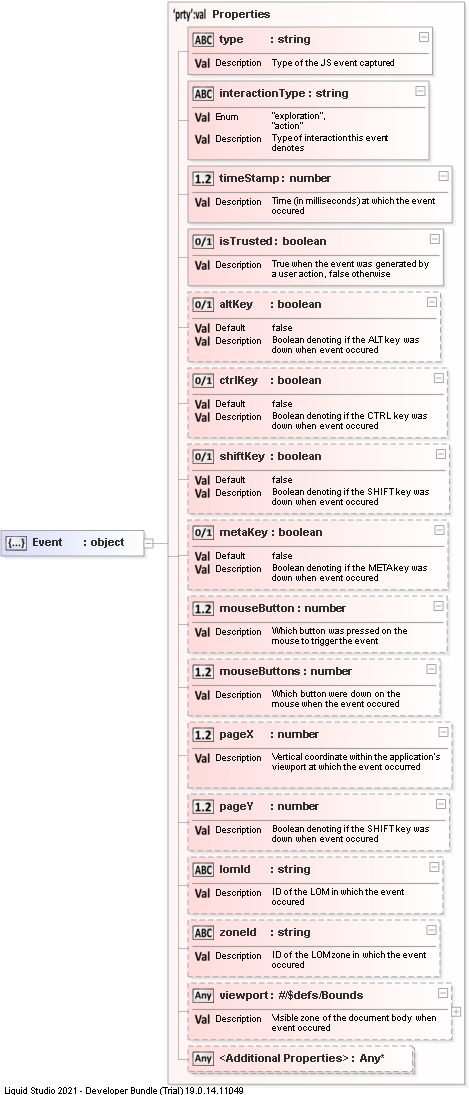 'prty':val Properties
ABC type : string
Val Description Type of the JS event captured
ABC interactionType : string
Val Enum "exploration",
"action"
Val Description Type of interaction this event
denotes
1.2 timeStamp : number
Val Description Time (in milliseconds) at which the event
occured
0/1 isTrusted : boolean
Val Description True when the event was generated by
a user action, false otherwise
0/1 altKey : boolean
Val Default false
Val Description Boolean denoting if the ALT key was
down when event occured
0/1 ctrlKey : boolean
Val Default false
Val Description Boolean denoting if the CTRL key was
down when event occured
0/1 shiftKey : boolean
Val Default false
Val Description Boolean denoting if the SHIFT key was
down when event occured
{...} Event : object
0/1 metaKey : boolean
Val Default false
Val Description Boolean denoting if the META key was
down when event occured
1.2 mouseButton : number
Val Description Which button was pressed on the
mouse to trigger the event
1.2 mouseButtons : number
Val Description Which button were down on the
mouse when the event occured
1.2 pageX : number
Val Description Vertical coordinate within the application's
viewport at which the event occurred
1.2 pageY : number
Val Description Boolean denoting if the SHIFT key was
down when event occured
ABC lomId : string
Val Description ID of the LOM in which the event
occured
ABC zoneId : string
Val Description ID of the LOM zone in which the event
occured
Any viewport : #/$defs/Bounds
Val Description Visible zone of the document body when
event occured
Any <Additional Properties> : Any*
Liquid Studio 2021 - Developer Bundle (Trial) 19.0.14.11049